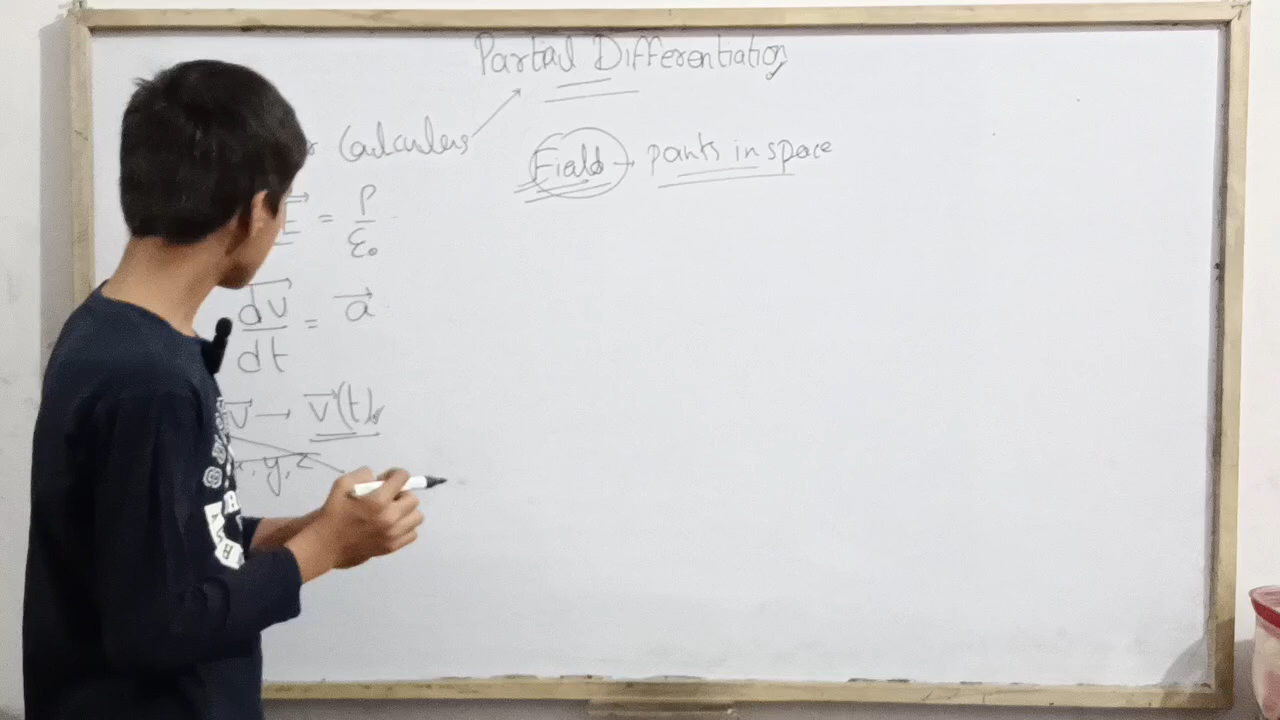 Partial Differentiation
r Calculus
Field → points in space
E = ρ/ε₀
dv/dt = a
v → v(t)
x, y, z